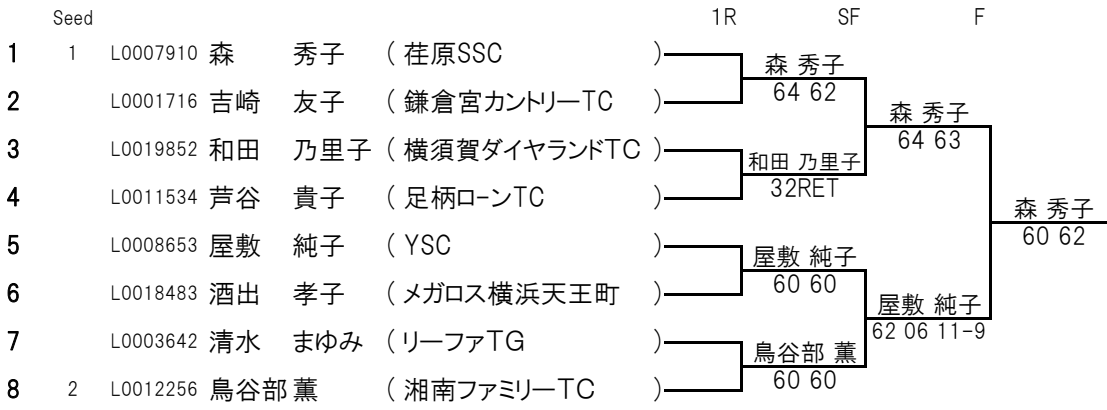 Seed 1R SF F
1 1 L0007910 森 秀子 ( 荏原SSC )
森 秀子
2 L0001716 吉崎 友子 ( 鎌倉宮カントリーTC )
64 62
森 秀子
3 L0019852 和田 乃里子 ( 横須賀ダイヤランドTC )
64 63
和田 乃里子
4 L0011534 芦谷 貴子 ( 足柄ローンTC )
32RET
森 秀子
5 L0008653 屋敷 純子 ( YSC )
60 62
屋敷 純子
6 L0018483 酒出 孝子 ( メガロス横浜天王町 )
60 60
屋敷 純子
7 L0003642 清水 まゆみ ( リーファTG )
62 06 11-9
鳥谷部 薫
8 2 L0012256 鳥谷部 薫 ( 湘南ファミリーTC )
60 60